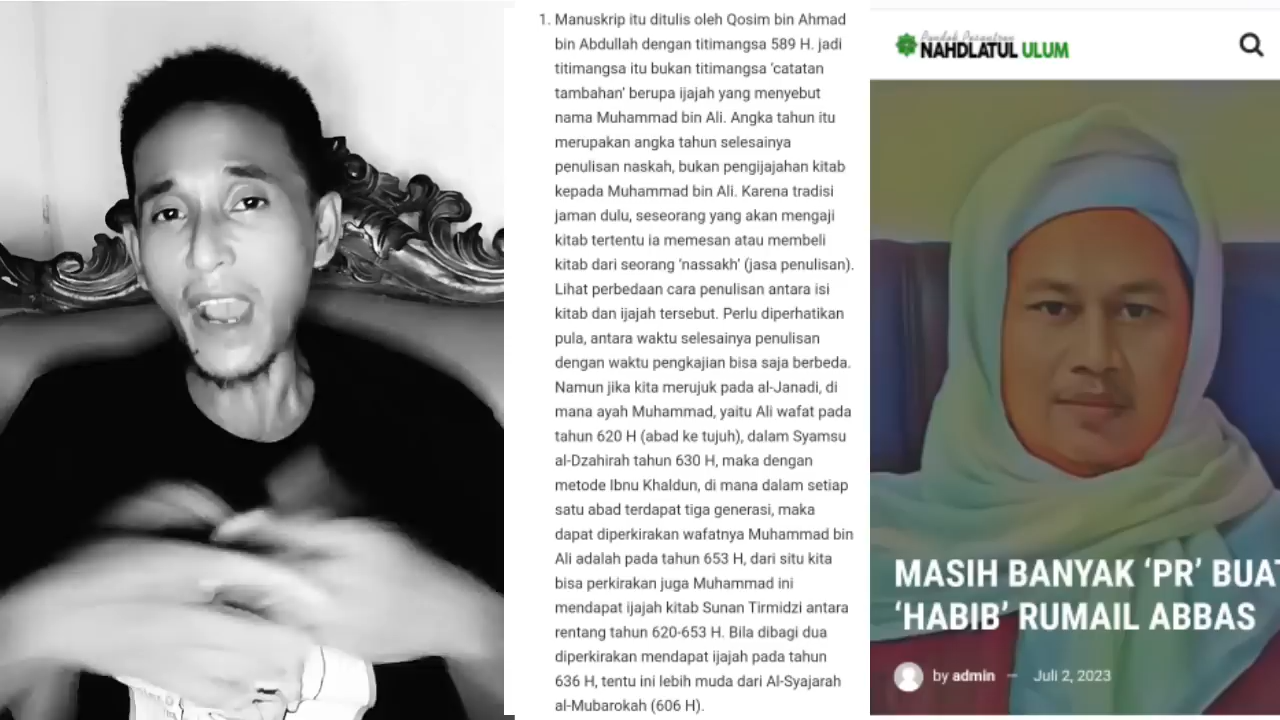 1. Manuskrip itu ditulis oleh Qosim bin Ahmad
bin Abdullah dengan titimangsa 589 H. jadi
titimangsa itu bukan titimangsa ‘catatan
tambahan’ berupa ijajah yang menyebut
nama Muhammad bin Ali. Angka tahun itu
merupakan angka tahun selesainya
penulisan naskah, bukan pengijajahan kitab
kepada Muhammad bin Ali. Karena tradisi
jaman dulu, seseorang yang akan mengaji
kitab tertentu ia memesan atau membeli
kitab dari seorang ‘nassakh’ (jasa penulisan).
Lihat perbedaan cara penulisan antara isi
kitab dan ijajah tersebut. Perlu diperhatikan
pula, antara waktu selesainya penulisan
dengan waktu pengkajian bisa saja berbeda.
Namun jika kita merujuk pada al-Janadi, di
mana ayah Muhammad, yaitu Ali wafat pada
tahun 620 H (abad ke tujuh), dalam Syamsu
al-Dzahirah tahun 630 H, maka dengan
metode Ibnu Khaldun, di mana dalam setiap
satu abad terdapat tiga generasi, maka
dapat diperkirakan wafatnya Muhammad bin
Ali adalah pada tahun 653 H, dari situ kita
bisa perkirakan juga Muhammad ini
mendapat ijajah kitab Sunan Tirmidzi antara
rentang tahun 620-653 H. Bila dibagi dua
diperkirakan mendapat ijajah pada tahun
636 H, tentu ini lebih muda dari Al-Syajarah
al-Mubarokah (606 H).
Pondok Pesantren
NAHDLATUL ULUM
MASIH BANYAK ‘PR’ BUAT
‘HABIB’ RUMAIL ABBAS
by admin — Juli 2, 2023